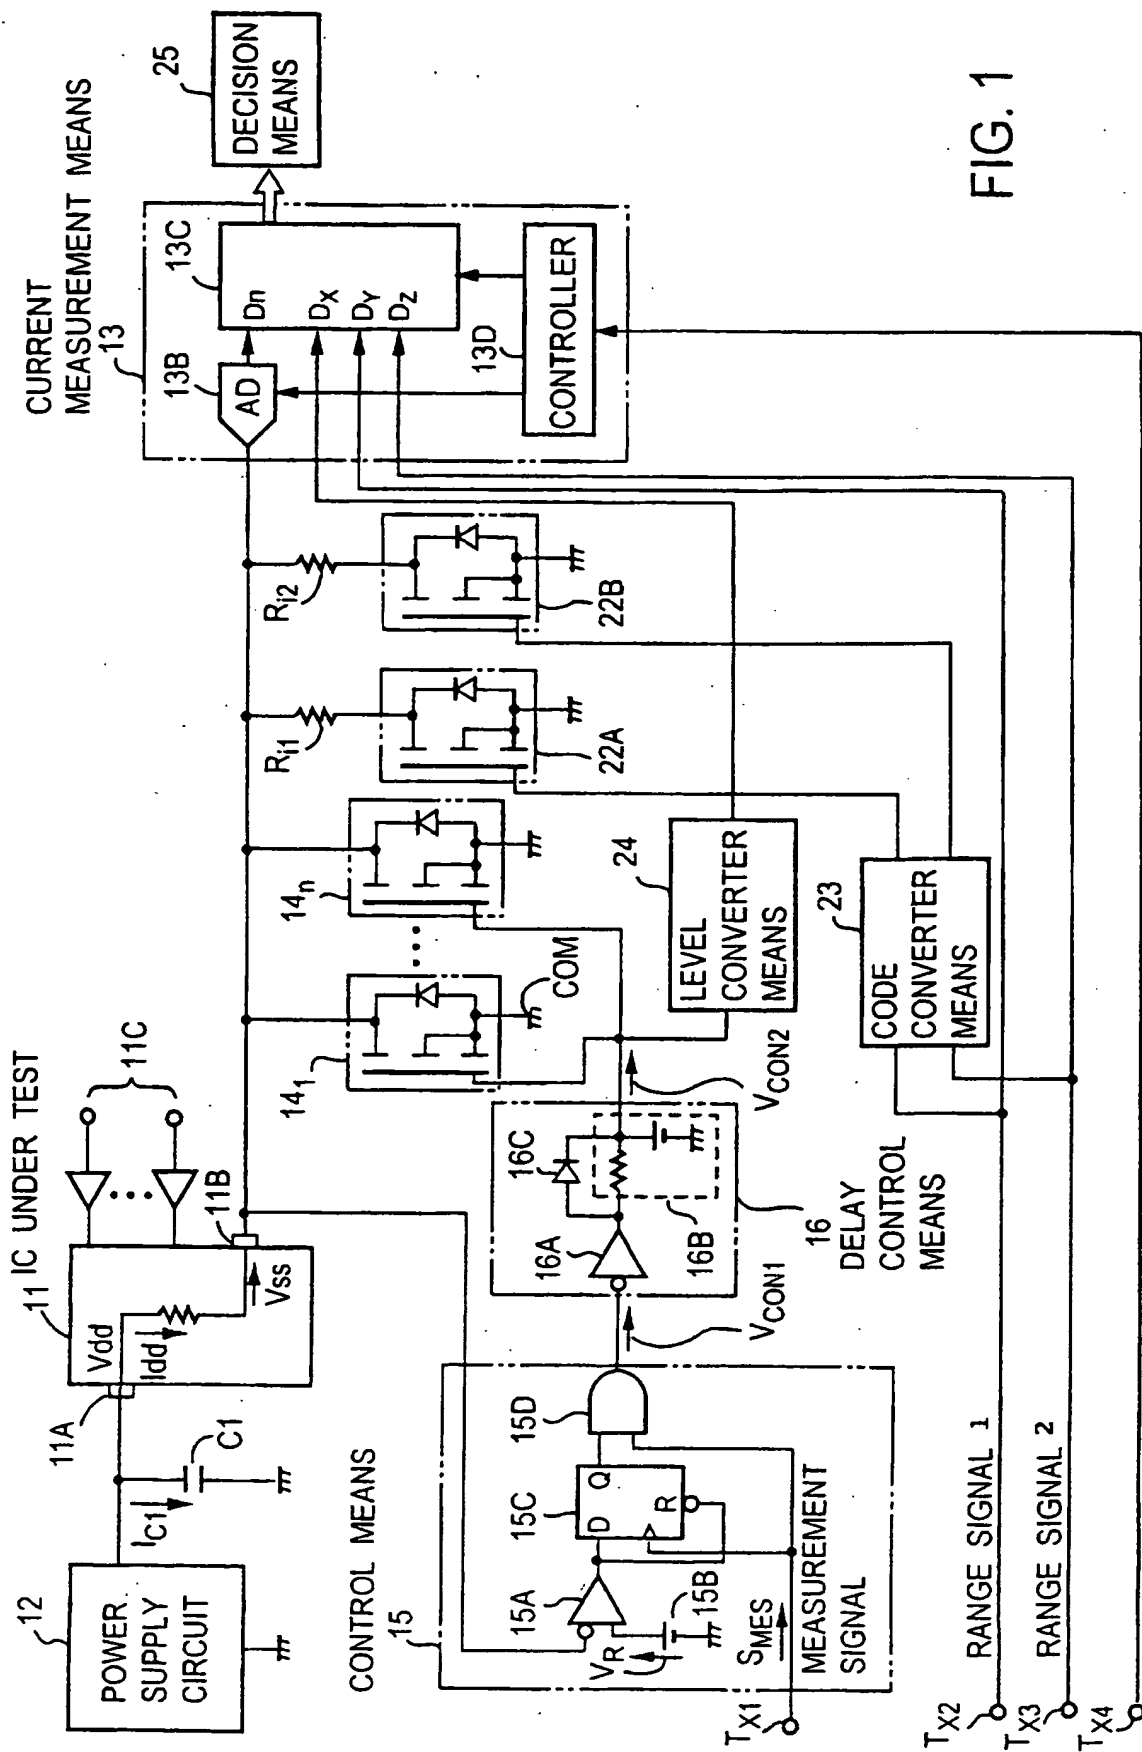 FIG. 1
12
POWER
SUPPLY
CIRCUIT
IC1
C1
11A
11
IC UNDER TEST
Vdd
Idd
Vss
11B
11C
CURRENT
MEASUREMENT MEANS
13
13B
AD
13C
Dn
DX
DY
DZ
13D
CONTROLLER
25
DECISION
MEANS
141
14n
COM
Ri1
22A
Ri2
22B
CONTROL MEANS
15
15A
VR
15B
15C
D
Q
R
15D
SMES
MEASUREMENT
SIGNAL
VCON1
16A
16B
16C
16
DELAY
CONTROL
MEANS
VCON2
24
LEVEL
CONVERTER
MEANS
23
CODE
CONVERTER
MEANS
TX1
TX2
RANGE SIGNAL 1
TX3
RANGE SIGNAL 2
TX4